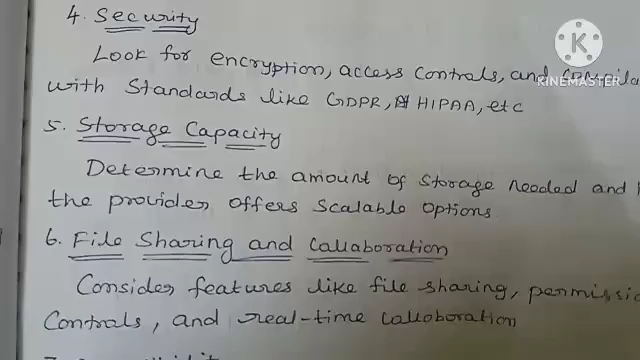 4. Security
Look for encryption, access controls, and
with Standards like GDPR, HIPAA, etc
5. Storage Capacity
Determine the amount of storage needed and
the provider offers Scalable Options.
6. File Sharing and Collaboration
Consider features like file sharing,
Controls, and real-time collaboration
KINEMASTER